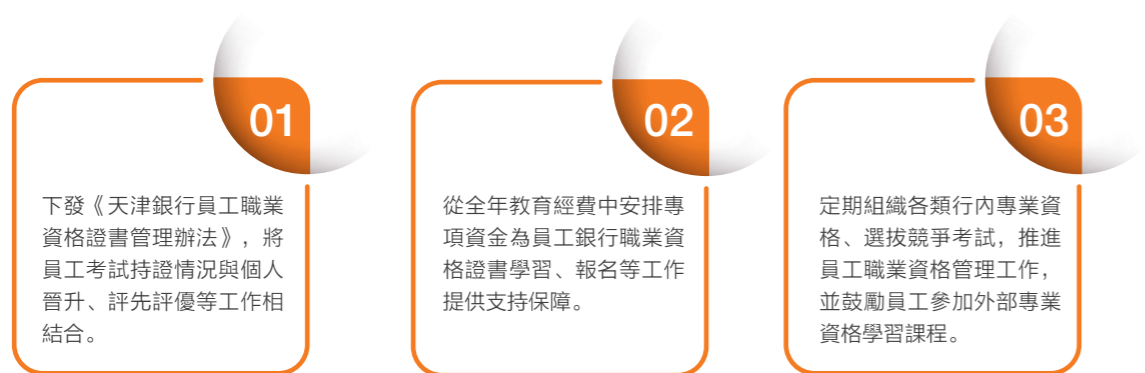 01
下發《天津銀行員工職業
資格證書管理辦法》，將
員工考試持證情況與個人
晉升、評先評優等工作相
結合。
02
從全年教育經費中安排專
項資金為員工銀行職業資
格證書學習、報名等工作
提供支持保障。
03
定期組織各類行內專業資
格、選拔競爭考試，推進
員工職業資格管理工作，
並鼓勵員工參加外部專業
資格學習課程。